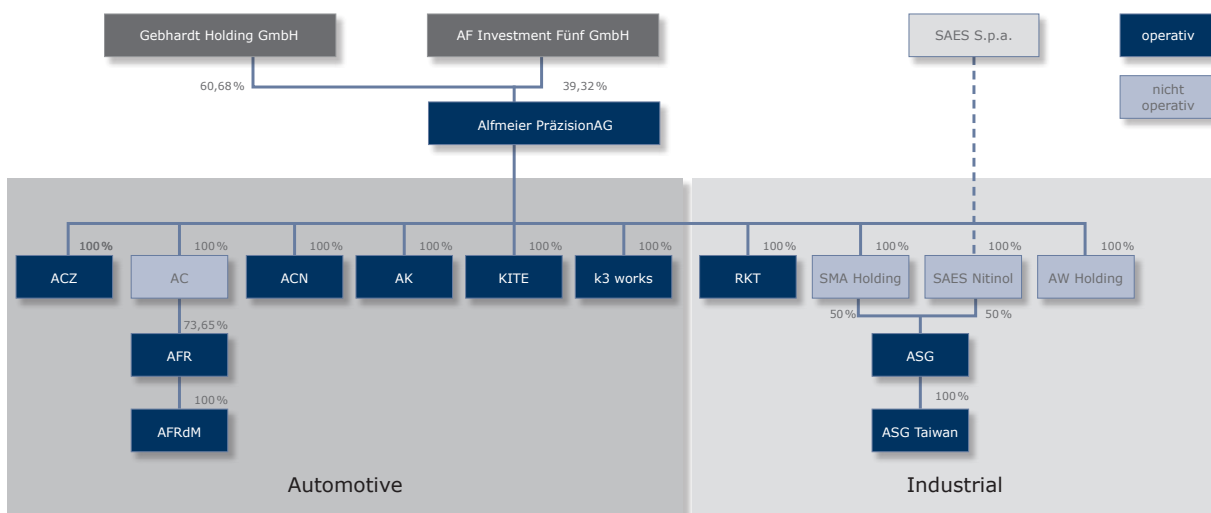 Gebhardt Holding GmbH
AF Investment Fünf GmbH
SAES S.p.a.
operativ
60,68 %
39,32 %
nicht
operativ
Alfmeier PräzisionAG
100 %
100 %
100 %
100 %
100 %
100 %
100 %
100 %
100 %
100 %
ACZ
AC
ACN
AK
KITE
k3 works
RKT
SMA Holding
SAES Nitinol
AW Holding
73,65 %
50 %
50 %
AFR
ASG
100 %
100 %
AFRdM
ASG Taiwan
Automotive
Industrial